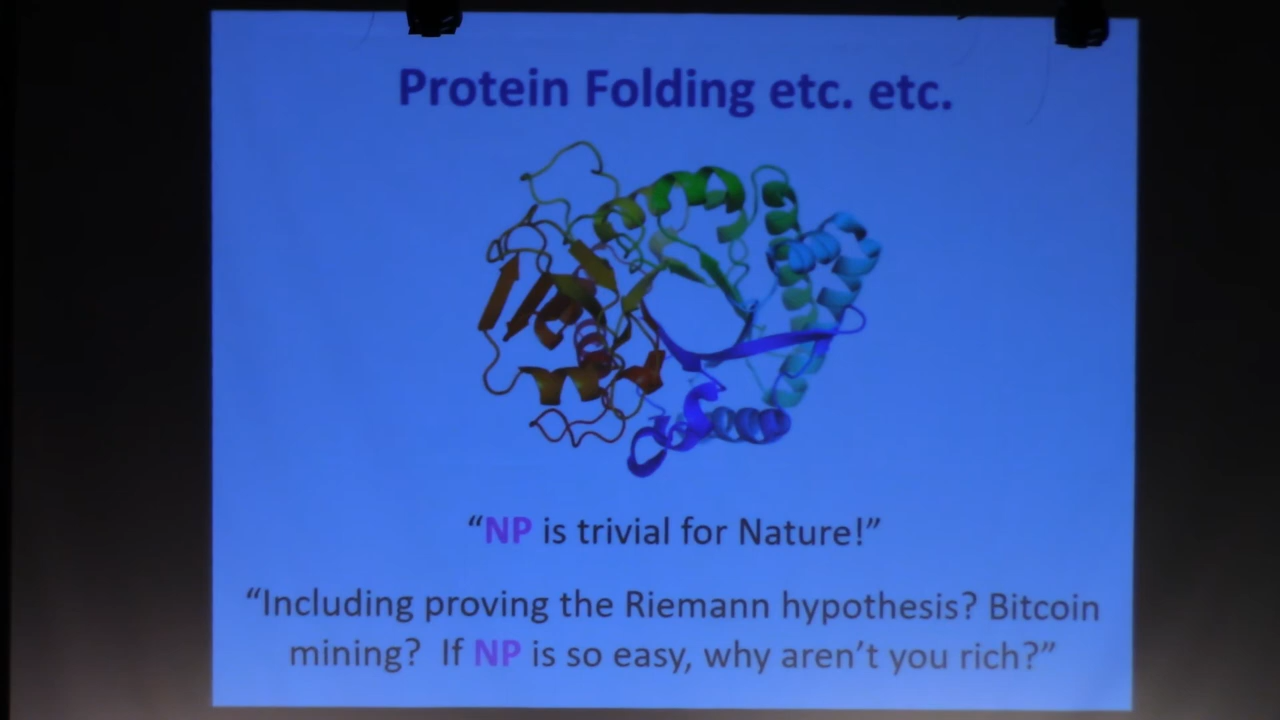 Protein Folding etc. etc.
“NP is trivial for Nature!”
“Including proving the Riemann hypothesis? Bitcoin
mining?  If NP is so easy, why aren’t you rich?”